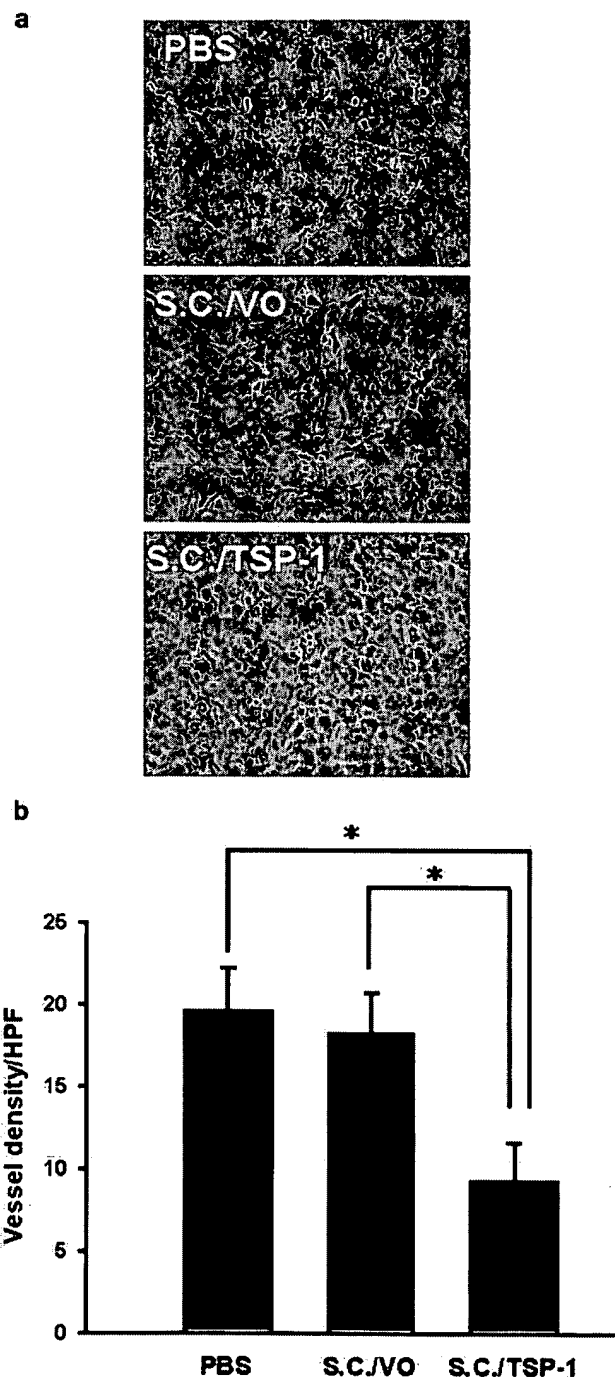 a
PBS
S.C./VO
S.C./TSP-1
b
*
*
25
20
15
10
5
0
Vessel density/HPF
PBS S.C./VO S.C./TSP-1